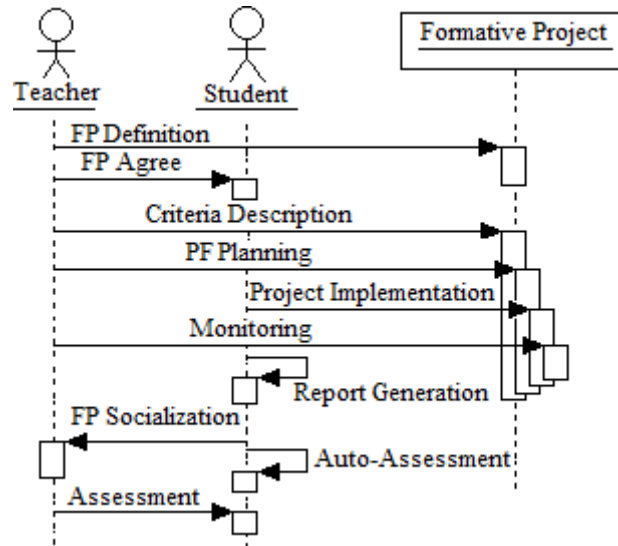 Formative Project
Teacher
Student
FP Definition
FP Agree
Criteria Description
PF Planning
Project Implementation
Monitoring
Report Generation
FP Socialization
Auto-Assessment
Assessment